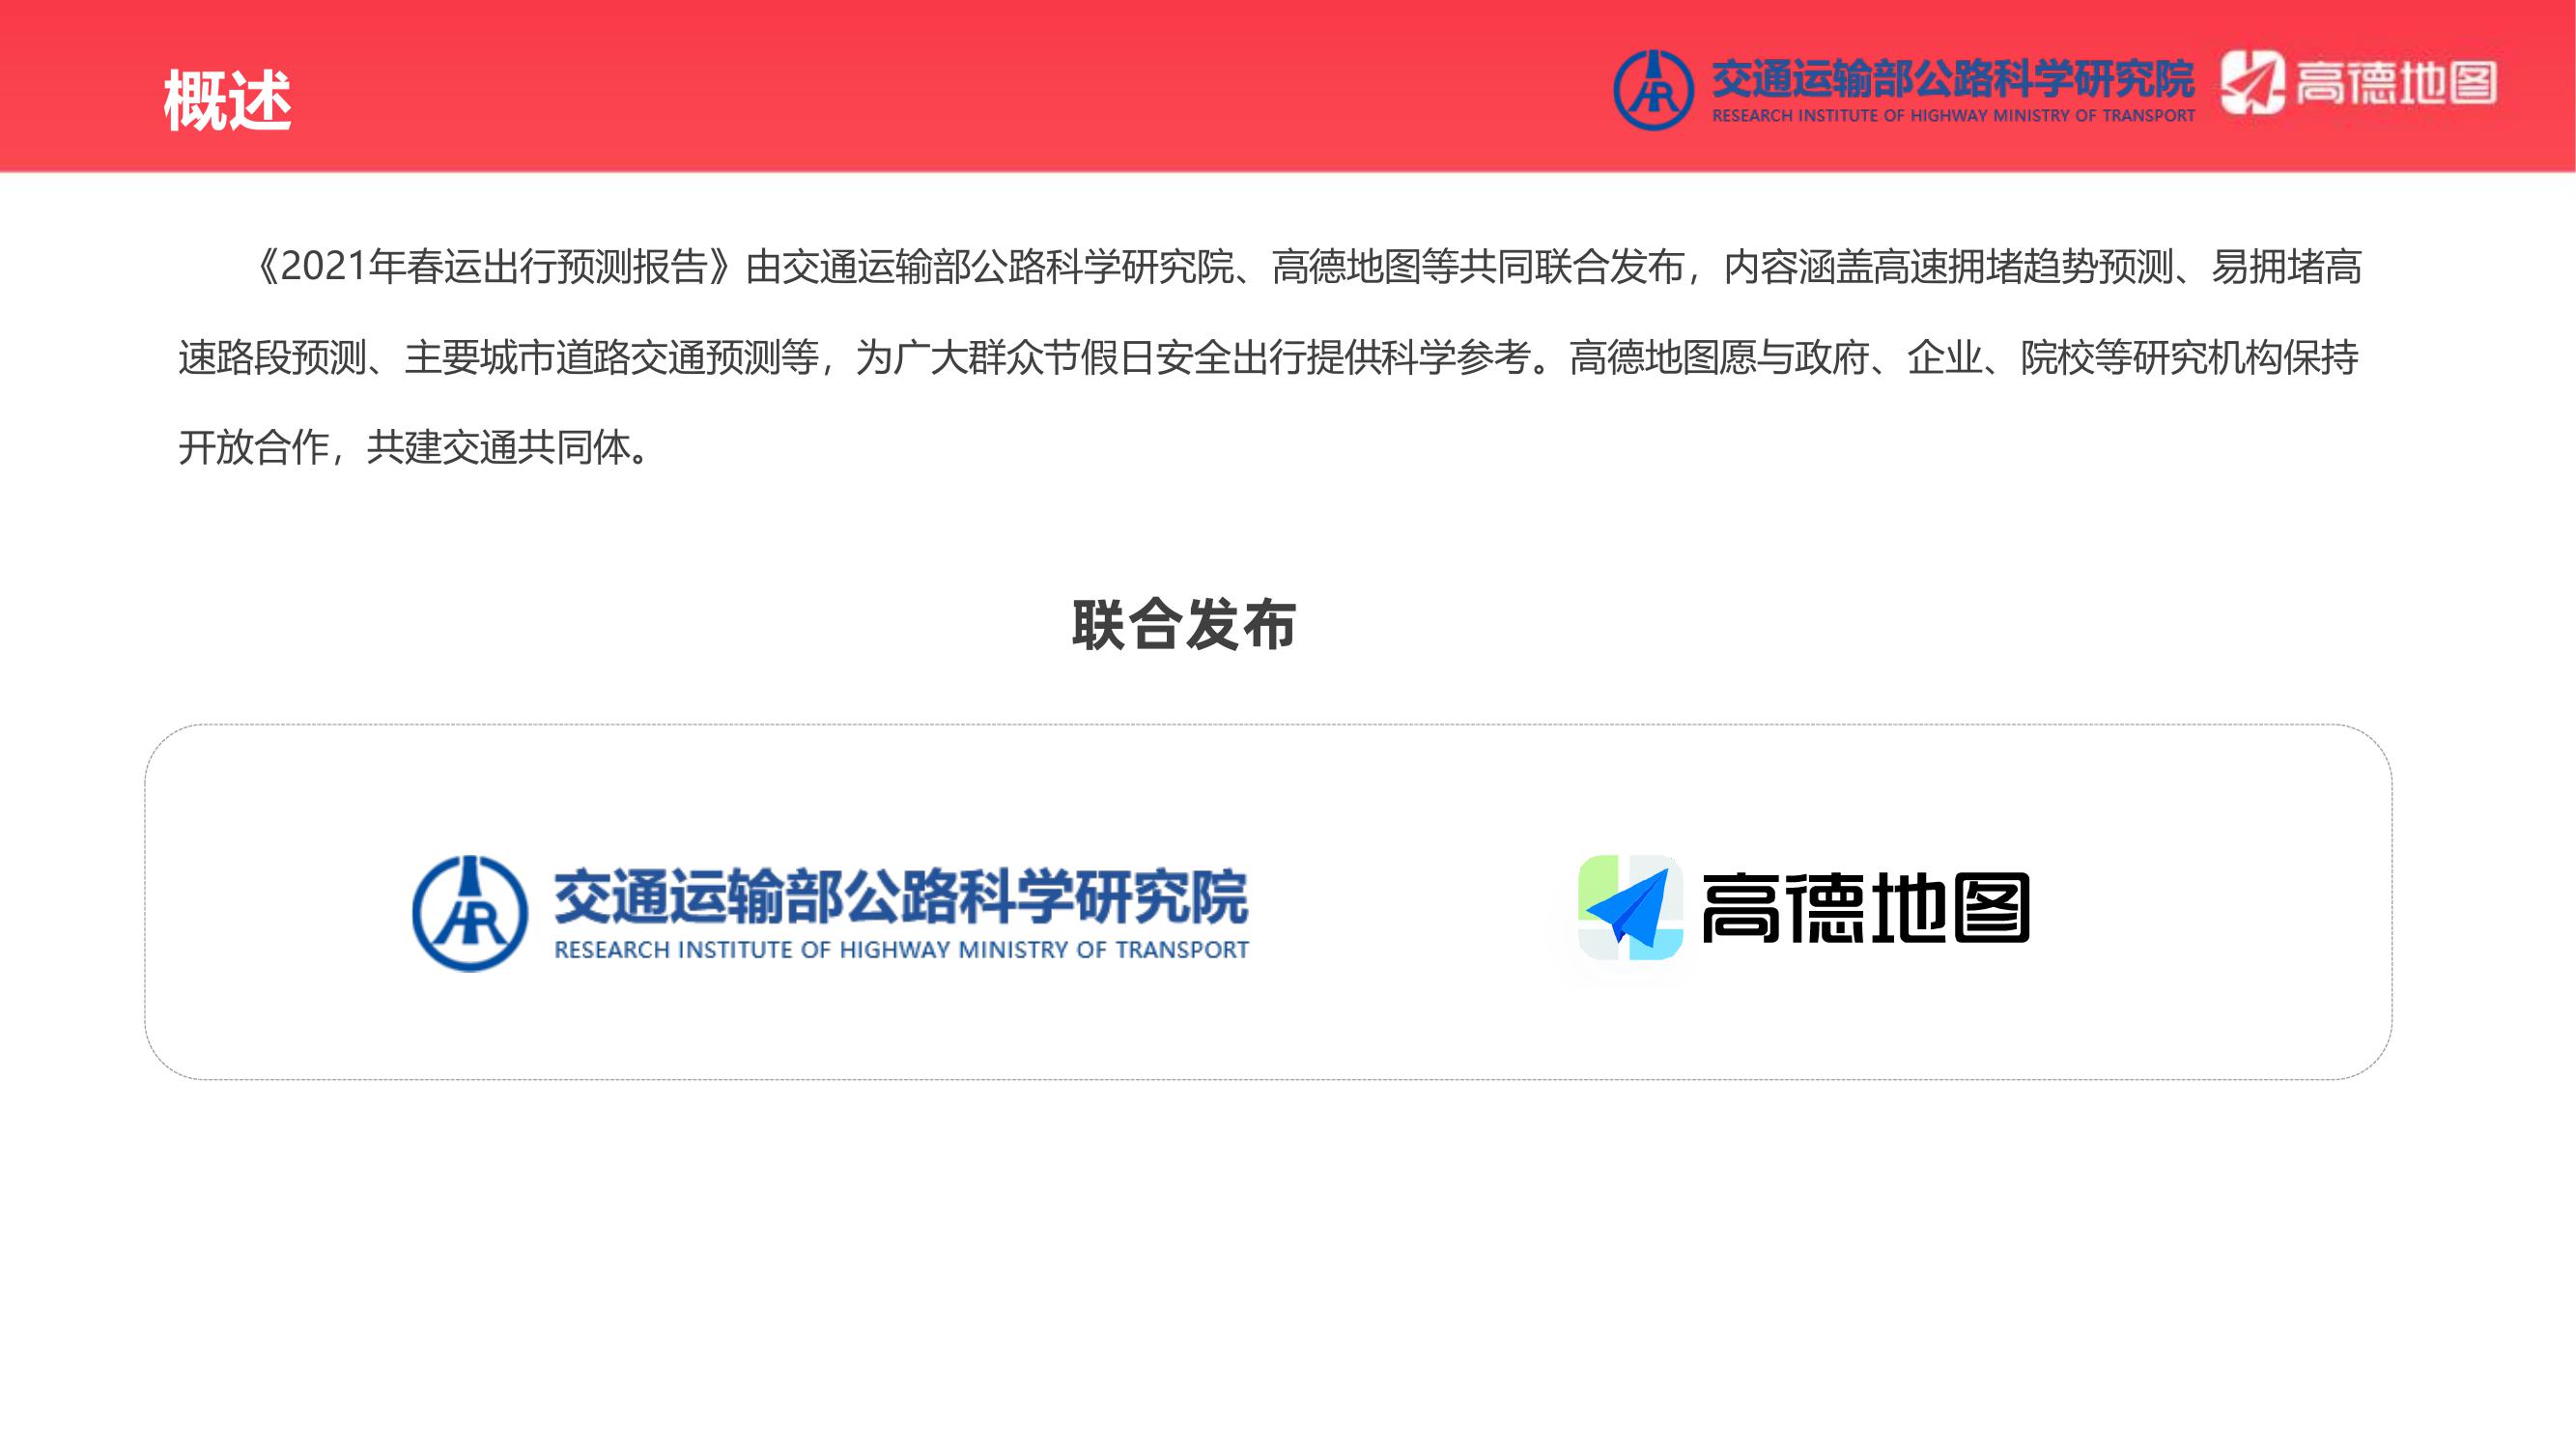 概述
交通运输部公路科学研究院
RESEARCH INSTITUTE OF HIGHWAY MINISTRY OF TRANSPORT
高德地图
《2021年春运出行预测报告》由交通运输部公路科学研究院、高德地图等共同联合发布，内容涵盖高速拥堵趋势预测、易拥堵高
速路段预测、主要城市道路交通预测等，为广大群众节假日安全出行提供科学参考。高德地图愿与政府、企业、院校等研究机构保持
开放合作，共建交通共同体。
联合发布
交通运输部公路科学研究院
RESEARCH INSTITUTE OF HIGHWAY MINISTRY OF TRANSPORT
高德地图